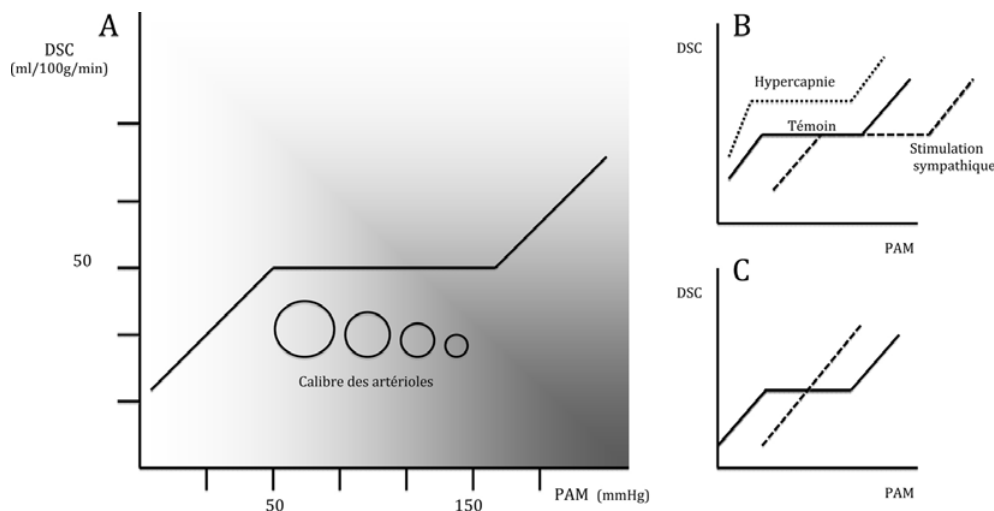 A
DSC
(ml/100g/min)
50
Calibre des artérioles
50
150
PAM (mmHg)
B
DSC
Hypercapnie
Témoin
Stimulation
sympathique
PAM
C
DSC
PAM